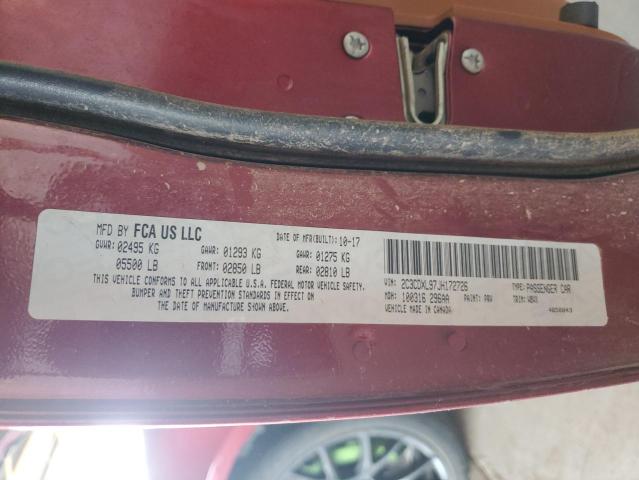 MFD BY FCA US LLC
DATE OF MFR(BUILT): 10-17
GVWR: 02495 KG GAWR: 01293 KG GAWR: 01275 KG
05500 LB FRONT: 02850 LB REAR: 02810 LB
THIS VEHICLE CONFORMS TO ALL APPLICABLE U.S.A. FEDERAL MOTOR VEHICLE SAFETY,
BUMPER AND THEFT PREVENTION STANDARDS IN EFFECT ON
THE DATE OF MANUFACTURE SHOWN ABOVE.
VIN: 2C3CDXL97JH172726 TYPE: PASSENGER CAR
MDH: 100316 296AA PAINT: PRV TRIM:
VEHICLE MADE IN CANADA